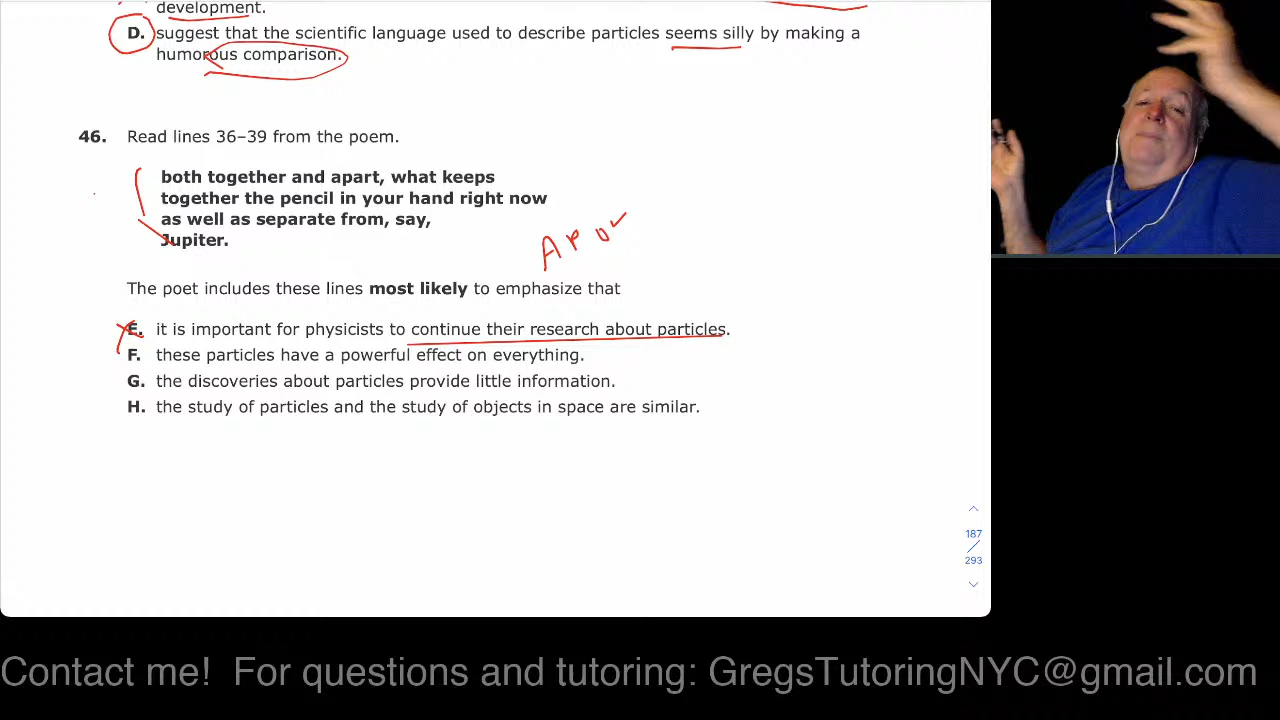 development.
D. suggest that the scientific language used to describe particles seems silly by making a
humorous comparison.
46. Read lines 36–39 from the poem.
both together and apart, what keeps
together the pencil in your hand right now
as well as separate from, say,
Jupiter.
The poet includes these lines most likely to emphasize that
E. it is important for physicists to continue their research about particles.
F. these particles have a powerful effect on everything.
G. the discoveries about particles provide little information.
H. the study of particles and the study of objects in space are similar.
187
293
Contact me! For questions and tutoring: GregsTutoringNYC@gmail.com